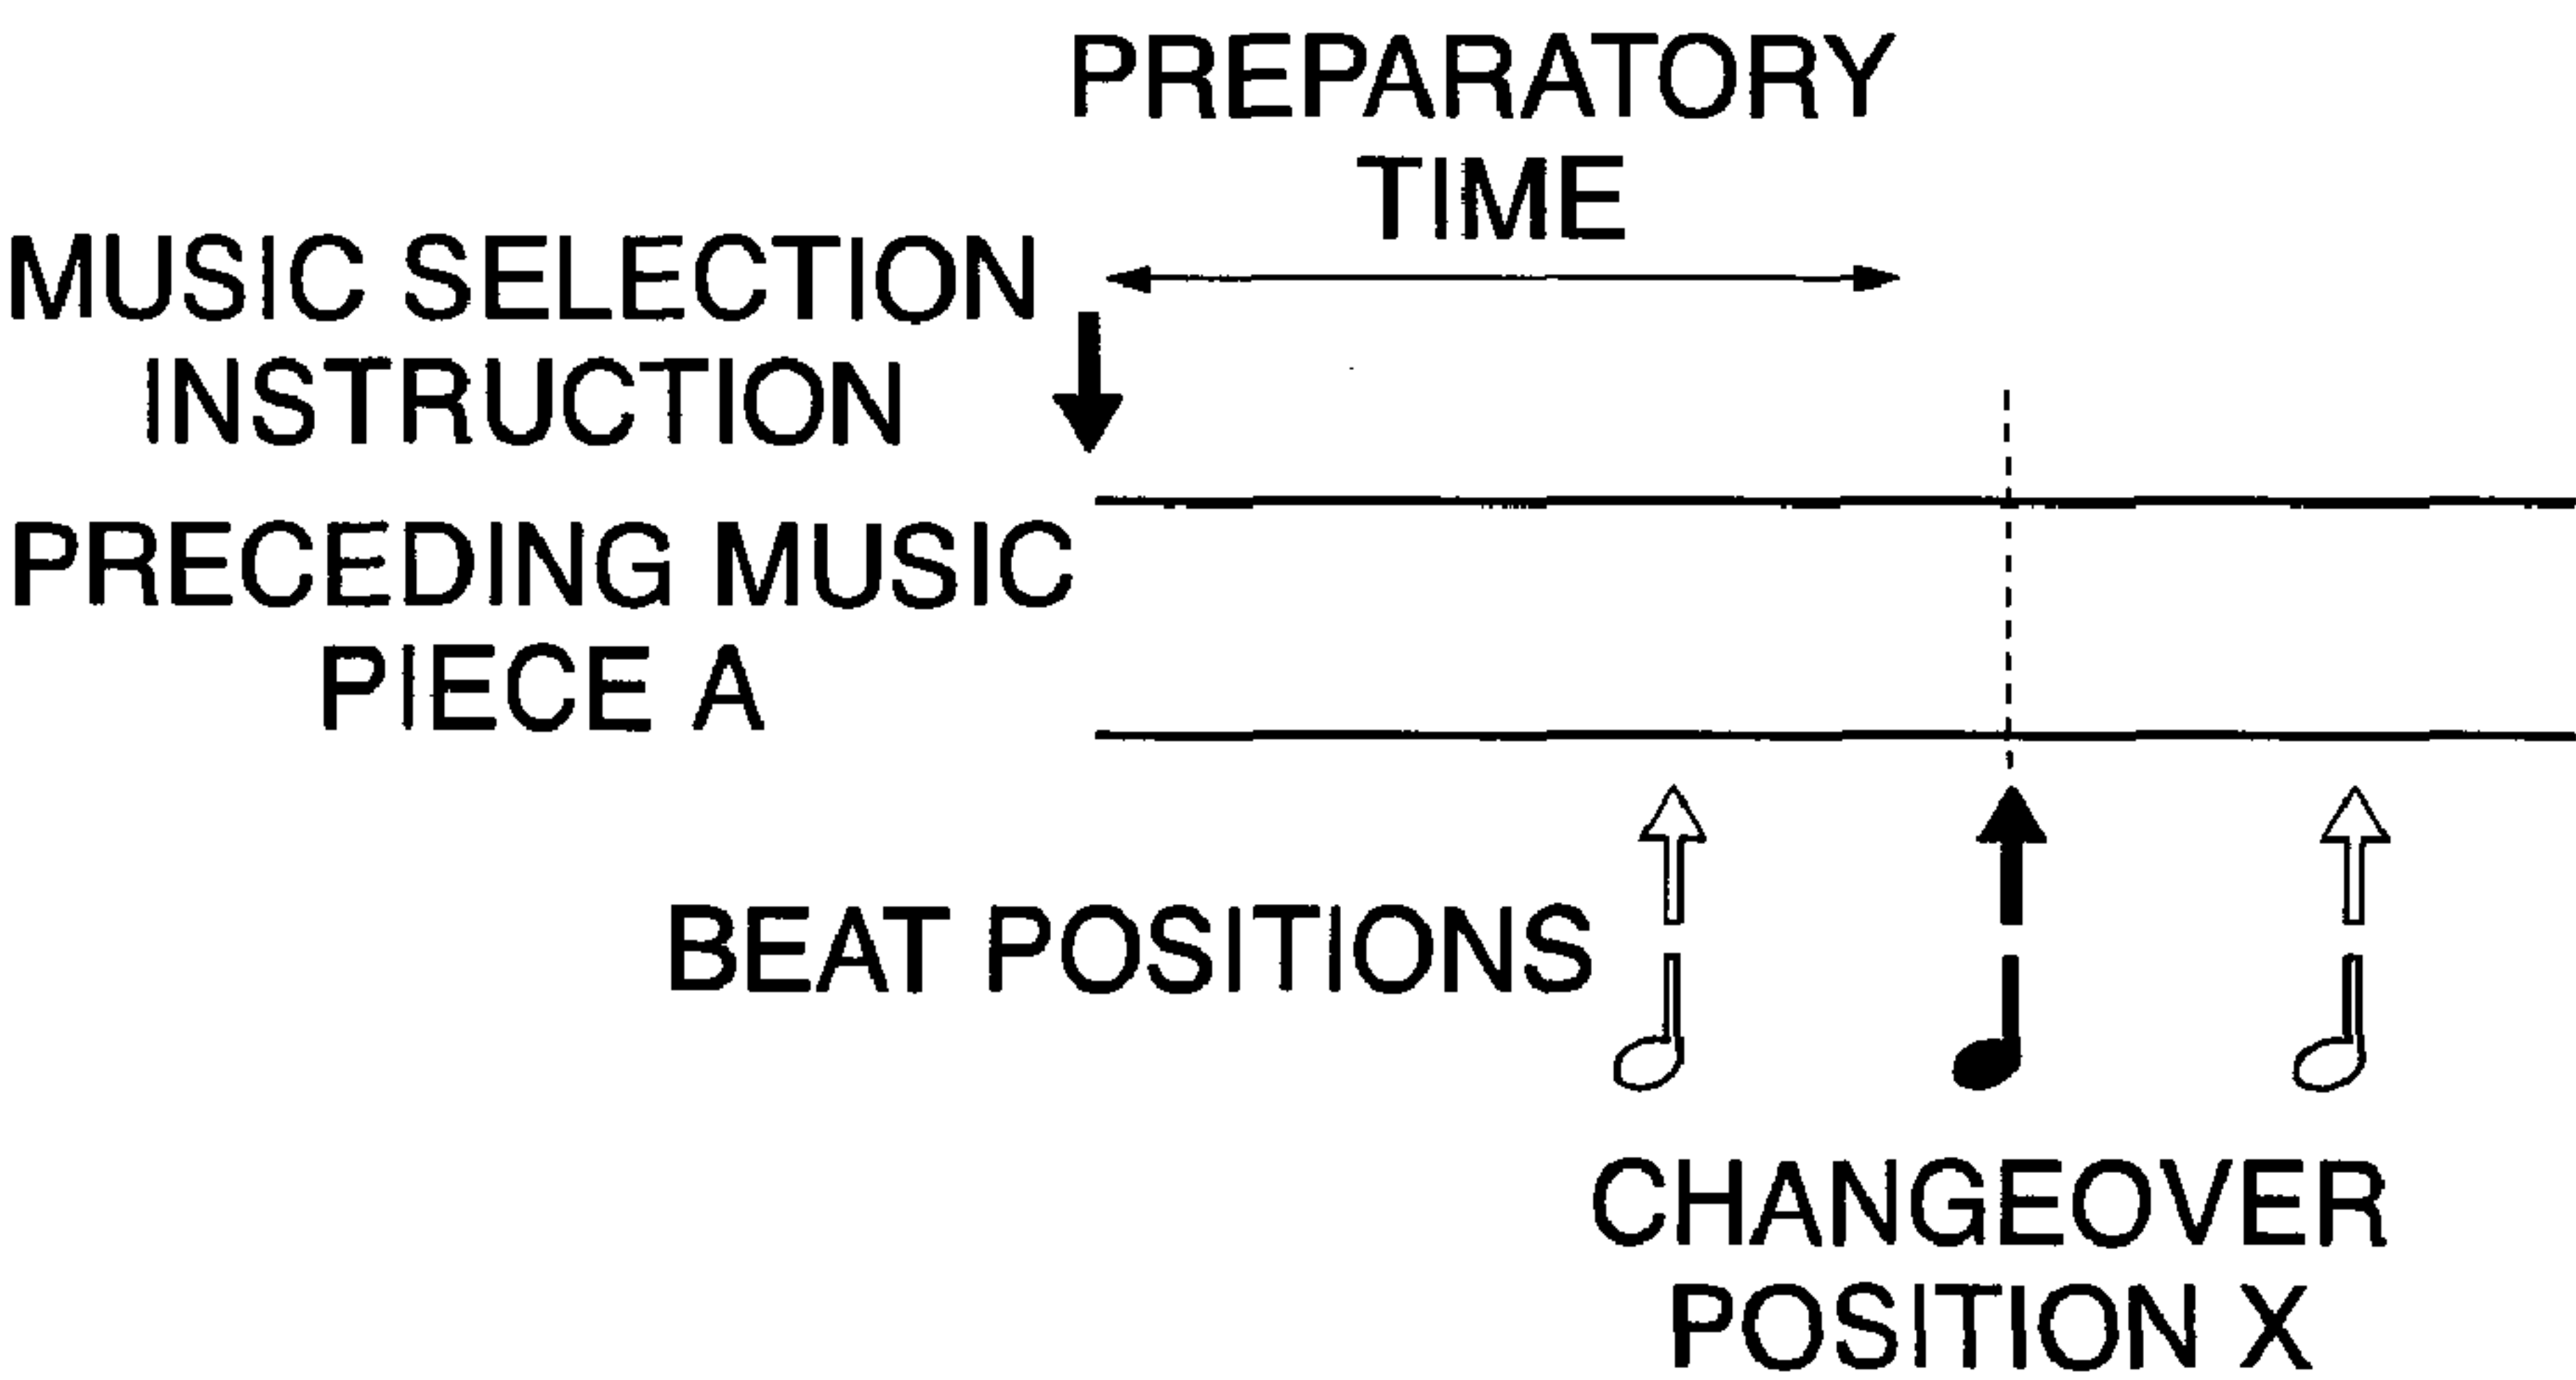 PREPARATORY
TIME
MUSIC SELECTION
INSTRUCTION
PRECEDING MUSIC
PIECE A
BEAT POSITIONS
CHANGEOVER
POSITION X